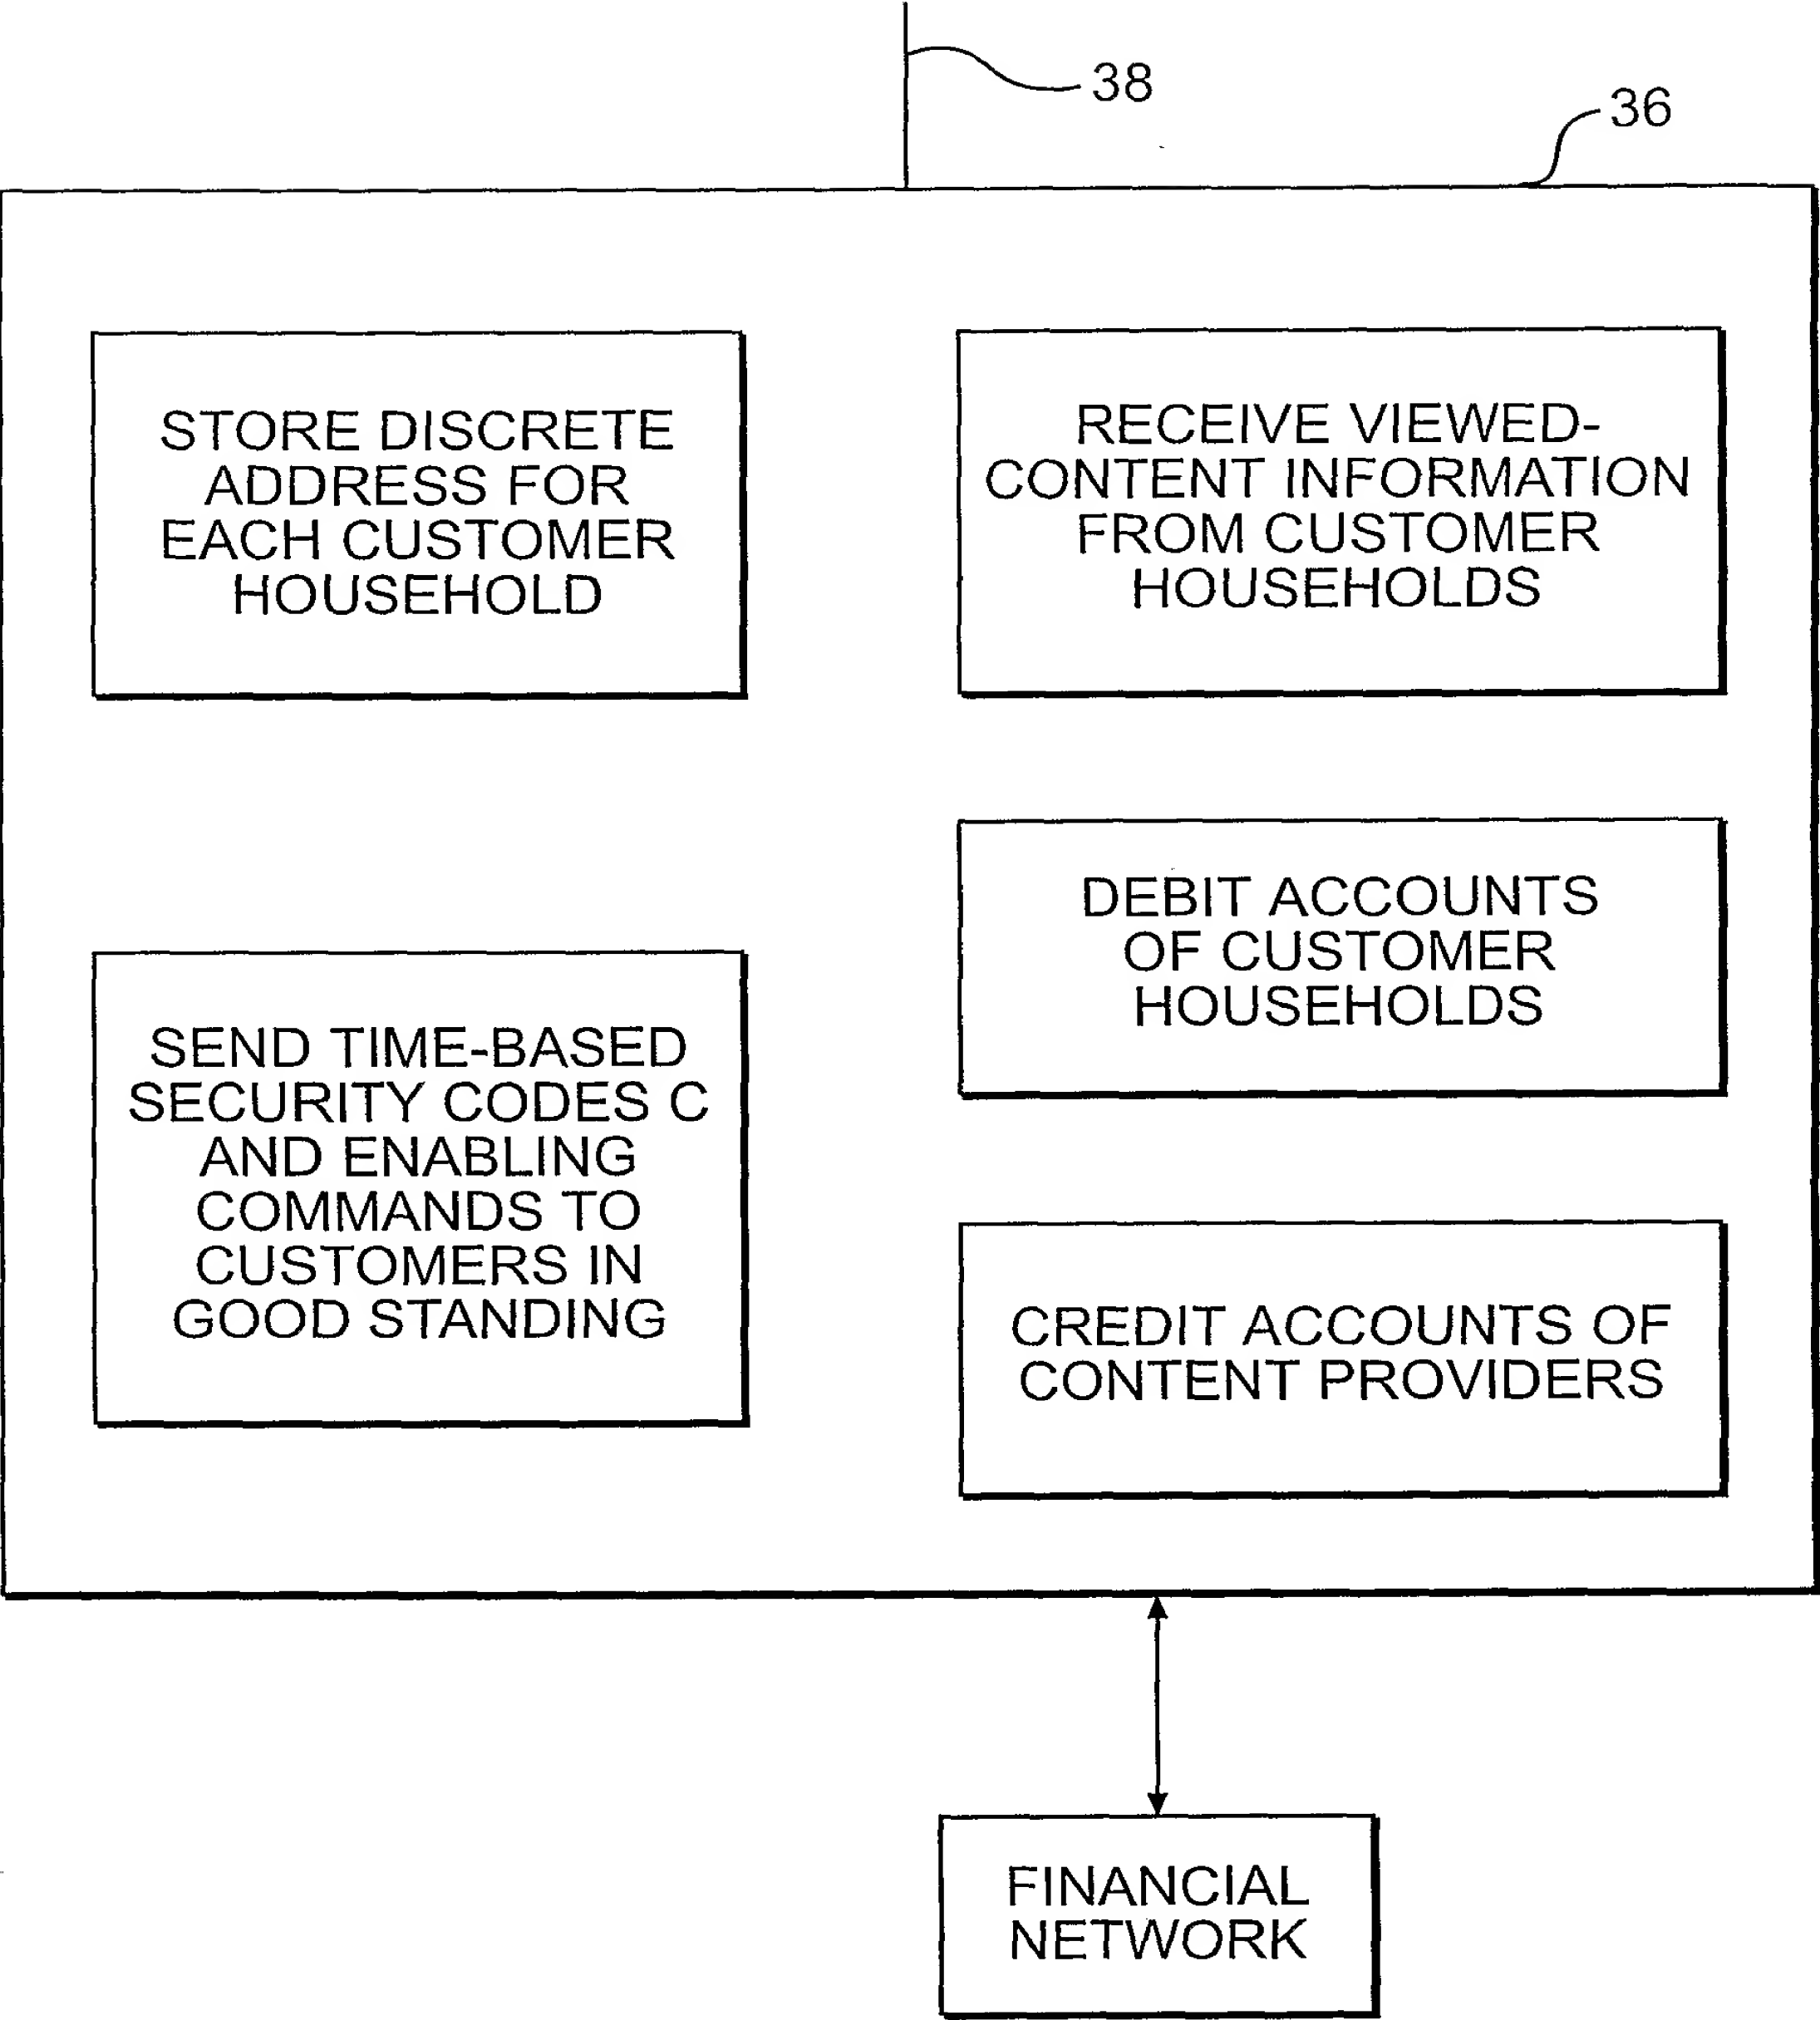 38
36
STORE DISCRETE
ADDRESS FOR
EACH CUSTOMER
HOUSEHOLD
RECEIVE VIEWED-
CONTENT INFORMATION
FROM CUSTOMER
HOUSEHOLDS
SEND TIME-BASED
SECURITY CODES C
AND ENABLING
COMMANDS TO
CUSTOMERS IN
GOOD STANDING
DEBIT ACCOUNTS
OF CUSTOMER
HOUSEHOLDS
CREDIT ACCOUNTS OF
CONTENT PROVIDERS
FINANCIAL
NETWORK